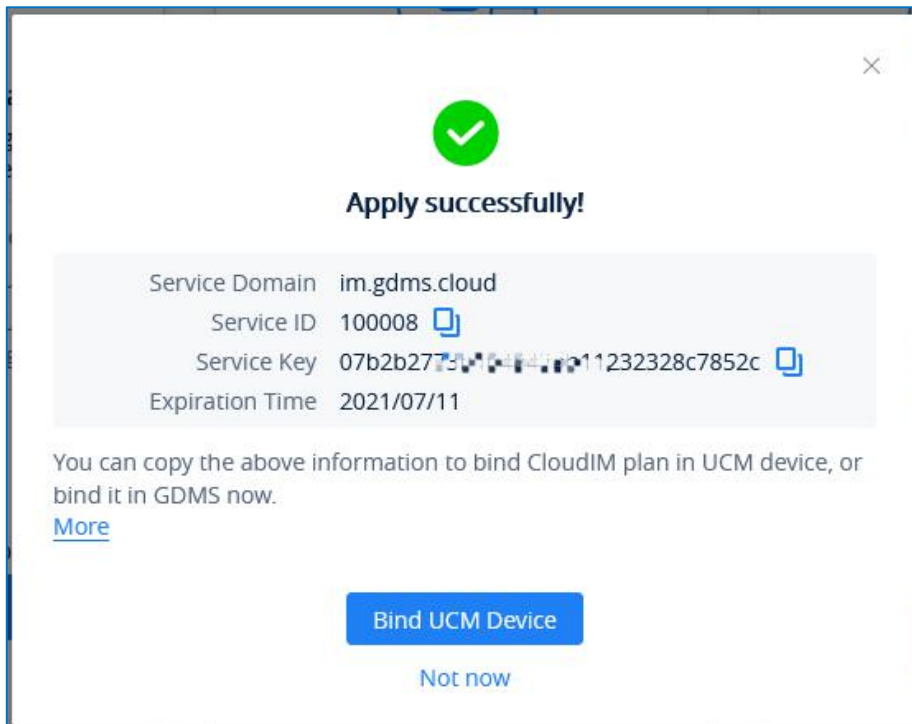 Apply successfully!
Service Domain im.gdms.cloud
Service ID 100008
Service Key
Expiration Time 2021/07/11
You can copy the above information to bind CloudIM plan in UCM device, or
bind it in GDMS now.
More
Bind UCM Device
Not now